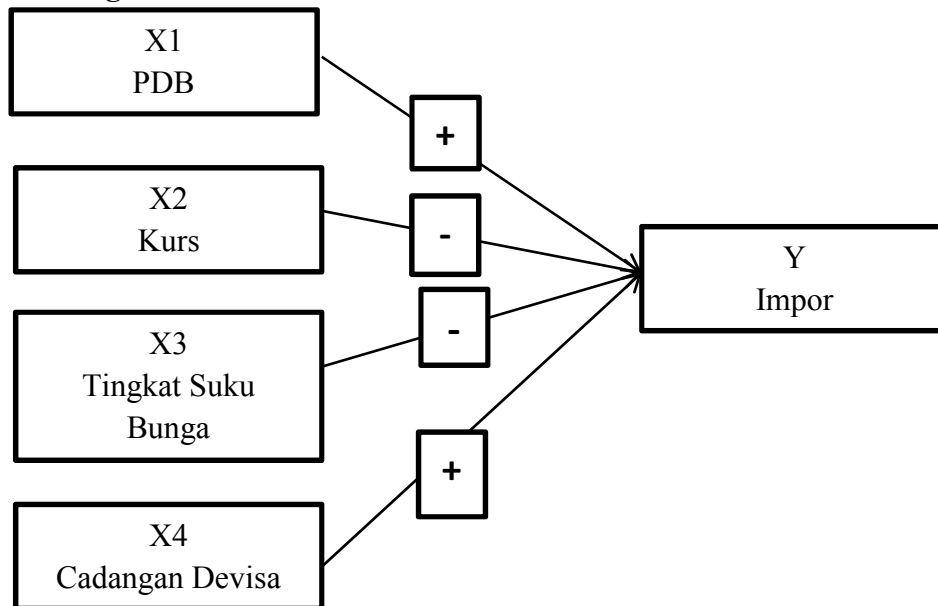 X1
PDB
+
X2
Kurs
-
Y
Impor
X3
Tingkat Suku
Bunga
-
X4
Cadangan Devisa
+